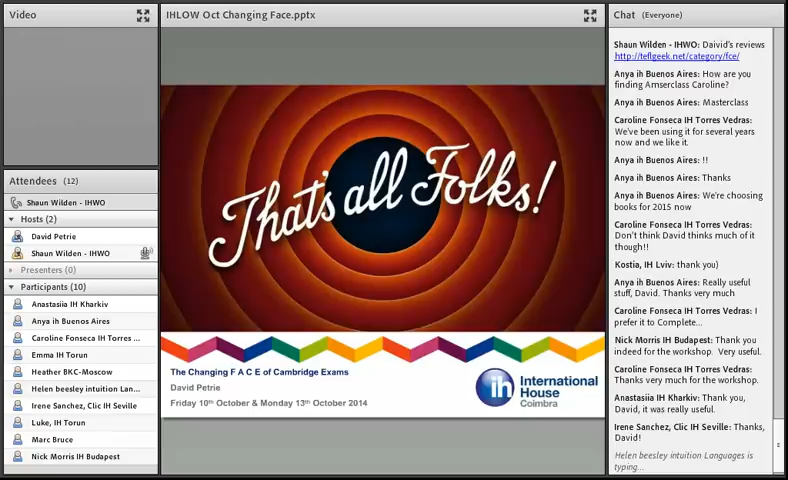 Video
IHLOW Oct Changing Face.pptx
Chat (Everyone)
Attendees (12)
Shaun Wilden - IHWO
Hosts (2)
David Petrie
Shaun Wilden - IHWO
Presenters (0)
Participants (10)
Anastasiia IH Kharkiv
Anya ih Buenos Aires
Caroline Fonseca IH Torres ...
Emma IH Torun
Heather BKC-Moscow
Helen beesley intuition Lan...
Irene Sanchez, Clic IH Seville
Luke, IH Torun
Marc Bruce
Nick Morris IH Budapest
That's all Folks!
The Changing F A C E of Cambridge Exams
David Petrie
Friday 10th October & Monday 13th October 2014
ih
International
House
Coimbra
Shaun Wilden - IHWO: Daivid's reviews
http://teflgeek.net/category/fce/
Anya ih Buenos Aires: How are you
finding Amserclass Caroline?
Anya ih Buenos Aires: Masterclass
Caroline Fonseca IH Torres Vedras:
We've been using it for several years
now and we like it.
Anya ih Buenos Aires: !!
Anya ih Buenos Aires: Thanks
Anya ih Buenos Aires: We're choosing
books for 2015 now
Caroline Fonseca IH Torres Vedras:
Don't think David thinks much of it
though!!
Kostia, IH Lviv: thank you)
Anya ih Buenos Aires: Really useful
stuff, David. Thanks very much
Caroline Fonseca IH Torres Vedras: I
prefer it to Complete...
Nick Morris IH Budapest: Thank you
indeed for the workshop. Very useful.
Caroline Fonseca IH Torres Vedras:
Thanks very much for the workshop.
Anastasiia IH Kharkiv: Thank you,
David, it was really useful.
Irene Sanchez, Clic IH Seville: Thanks,
David!
Helen beesley intuition Languages is
typing...